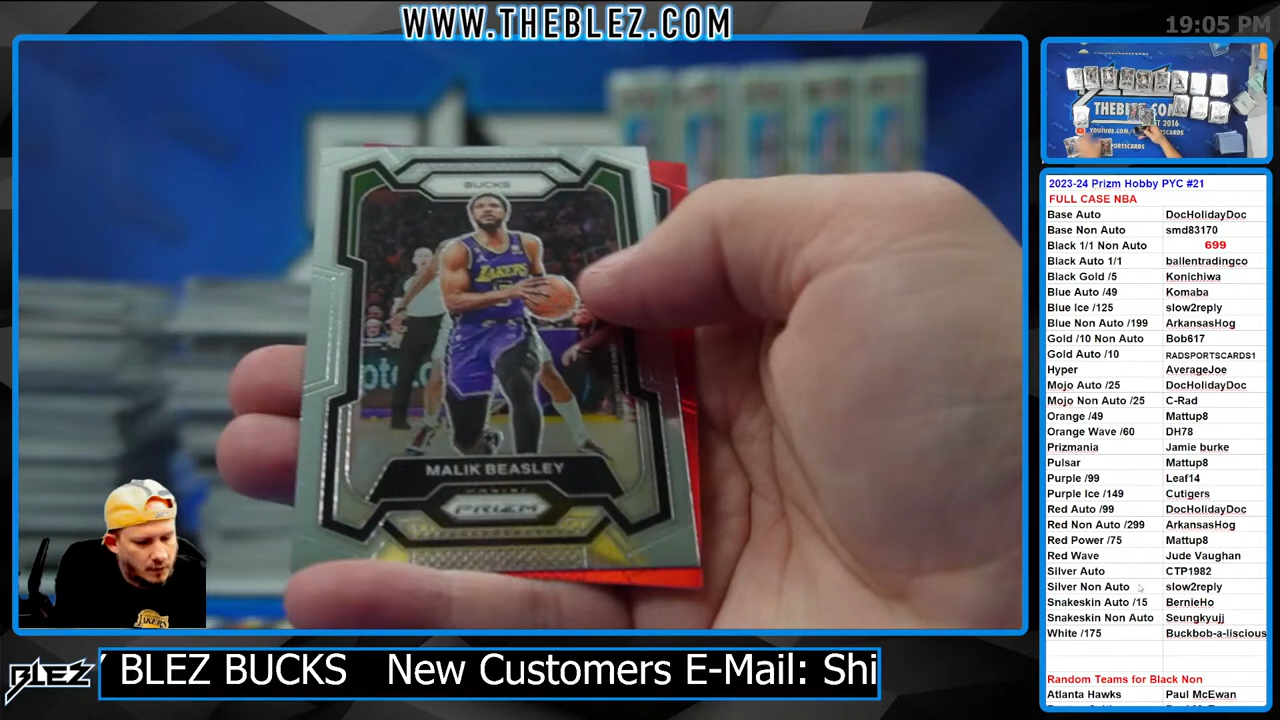 WWW.THEBLEZ.COM
19:05 PM
BUCKS
LAKERS
MALIK BEASLEY
PRIZM
THEBLEZ.COM
2016
2023-24 Prizm Hobby PYC #21
FULL CASE NBA
Base Auto DocHolidayDoc
Base Non Auto smd83170
Black 1/1 Non Auto 699
Black Auto 1/1 ballentradingco
Black Gold /5 Konichiwa
Blue Auto /49 Komaba
Blue Ice /125 slow2reply
Blue Non Auto /199 ArkansasHog
Gold /10 Non Auto Bob617
Gold Auto /10 RADSPORTSCARDS1
Hyper AverageJoe
Mojo Auto /25 DocHolidayDoc
Mojo Non Auto /25 C-Rad
Orange /49 Mattup8
Orange Wave /60 DH78
Prizmania Jamie burke
Pulsar Mattup8
Purple /99 Leaf14
Purple Ice /149 Cutigers
Red Auto /99 DocHolidayDoc
Red Non Auto /299 ArkansasHog
Red Power /75 Mattup8
Red Wave Jude Vaughan
Silver Auto CTP1982
Silver Non Auto slow2reply
Snakeskin Auto /15 BernieHo
Snakeskin Non Auto Seungkyujj
White /175 Buckbob-a-liscious
Random Teams for Black Non
Atlanta Hawks Paul McEwan
BLEZ
BLEZ BUCKS New Customers E-Mail: Shi